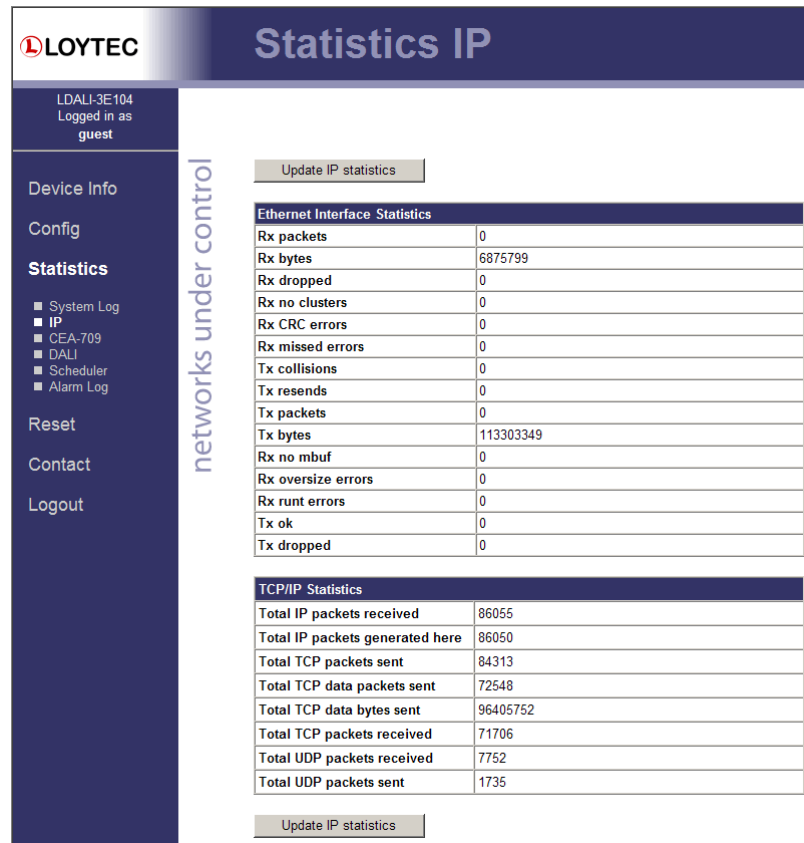 LOYTEC
Statistics IP
LDALI-3E104
Logged in as
guest
Device Info
Config
Statistics
System Log
IP
CEA-709
DALI
Scheduler
Alarm Log
Reset
Contact
Logout
networks under control
Update IP statistics
Ethernet Interface Statistics
Rx packets 0
Rx bytes 6875799
Rx dropped 0
Rx no clusters 0
Rx CRC errors 0
Rx missed errors 0
Tx collisions 0
Tx resends 0
Tx packets 0
Tx bytes 113303349
Rx no mbuf 0
Rx oversize errors 0
Rx runt errors 0
Tx ok 0
Tx dropped 0
TCP/IP Statistics
Total IP packets received 86055
Total IP packets generated here 86050
Total TCP packets sent 84313
Total TCP data packets sent 72548
Total TCP data bytes sent 96405752
Total TCP packets received 71706
Total UDP packets received 7752
Total UDP packets sent 1735
Update IP statistics